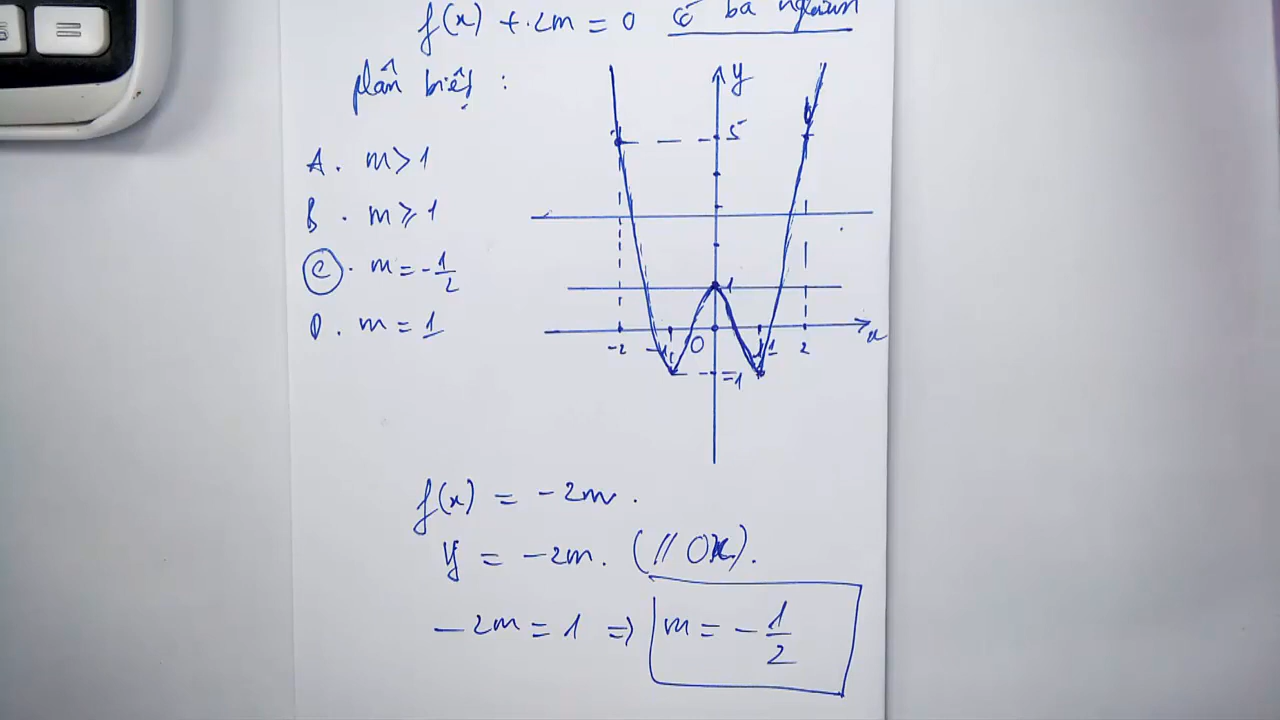 f(x) + 2m = 0 có ba nghiệm
phân biệt :
A. m > 1
B. m ⩾ 1
C. m = -1/2
D. m = 1
y
5
1
-2 -1 O 1 2 x
-1
f(x) = -2m.
y = -2m. (// Ox).
-2m = 1 => m = -1/2
=